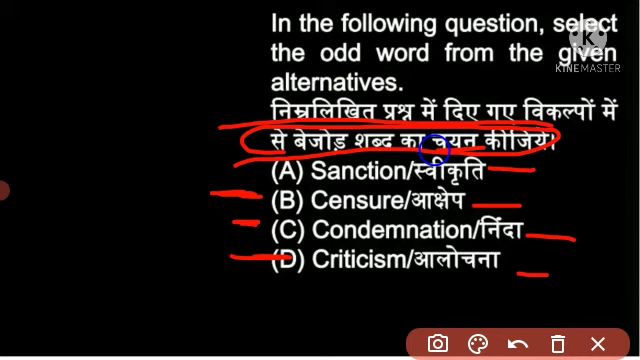 In the following question, select
the odd word from the given
alternatives.
निम्नलिखित प्रश्न में दिए गए विकल्पों में
से बेजोड़ शब्द का चयन कीजिये।
(A) Sanction/स्वीकृति
(B) Censure/आक्षेप
(C) Condemnation/निंदा
(D) Criticism/आलोचना
K
KINEMASTER